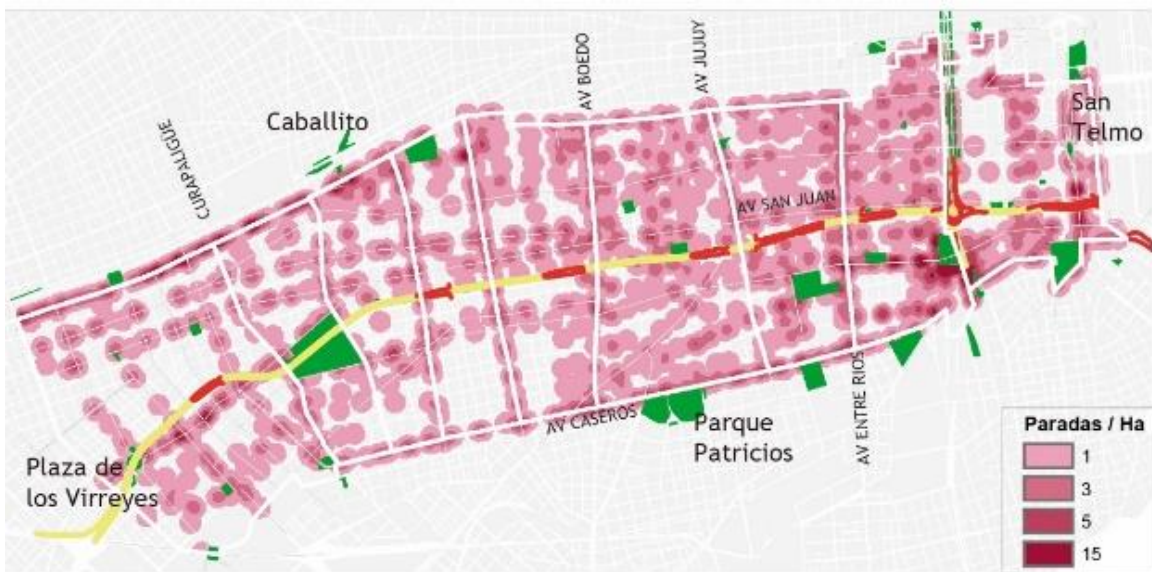 Caballito
CURAPALIGÜE
AV BOEDO
AV JUJUY
San
Telmo
AV SAN JUAN
AV CASEROS
Parque
Patricios
AV ENTRE RIOS
Plaza de
los Virreyes
Paradas / Ha
1
3
5
15